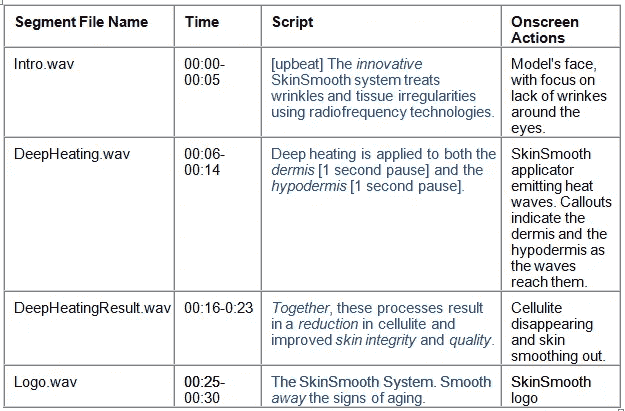 Segment File Name Time Script Onscreen
Actions
Intro.wav 00:00- [upbeat] The innovative Model's face,
00:05 SkinSmooth system treats with focus on
wrinkles and tissue irregularities lack of wrinkes
using radiofrequency technologies. around the
eyes.
DeepHeating.wav 00:06- Deep heating is applied to both the SkinSmooth
00:14 dermis [1 second pause] and the applicator
hypodermis [1 second pause]. emitting heat
waves. Callouts
indicate the
dermis and the
hypodermis as
the waves
reach them.
DeepHeatingResult.wav 00:16-0:23 Together, these processes result Cellulite
in a reduction in cellulite and disappearing
improved skin integrity and quality. and skin
smoothing out.
Logo.wav 00:25- The SkinSmooth System. Smooth SkinSmooth
00:30 away the signs of aging. logo